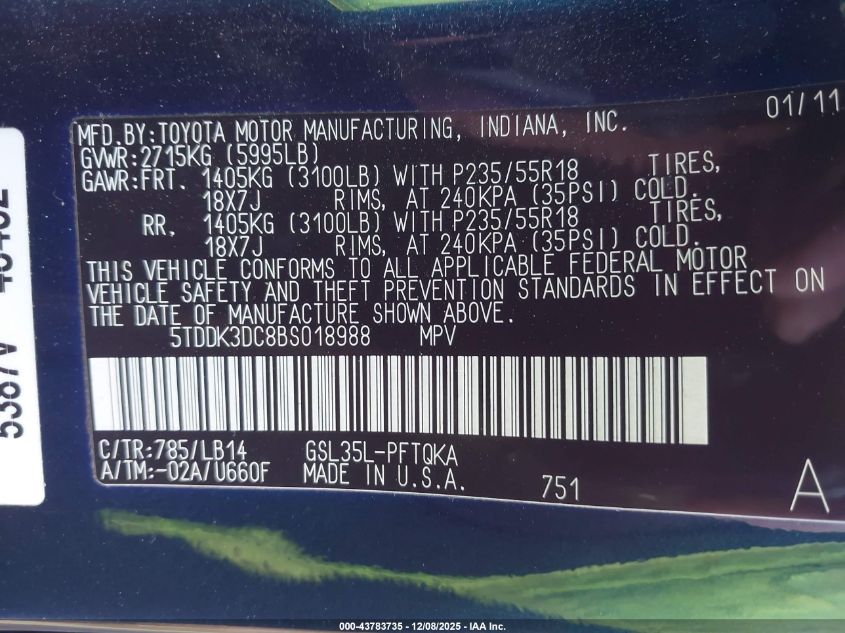 01/11
MFD.BY:TOYOTA MOTOR MANUFACTURING, INDIANA, INC.
GVWR:2715KG (5995LB)
GAWR:FRT. 1405KG (3100LB) WITH P235/55R18 TIRES,
18X7J RIMS, AT 240KPA (35PSI) COLD.
RR. 1405KG (3100LB) WITH P235/55R18 TIRES,
18X7J RIMS, AT 240KPA (35PSI) COLD.
THIS VEHICLE CONFORMS TO ALL APPLICABLE FEDERAL MOTOR
VEHICLE SAFETY AND THEFT PREVENTION STANDARDS IN EFFECT ON
THE DATE OF MANUFACTURE SHOWN ABOVE.
5TDDK3DC8BS018988 MPV
C/TR:785/LB14 GSL35L-PFTQKA
A/TM:-02A/U660F MADE IN U.S.A. 751 A
5387V
000-43783735 - 12/08/2025 - IAA Inc.